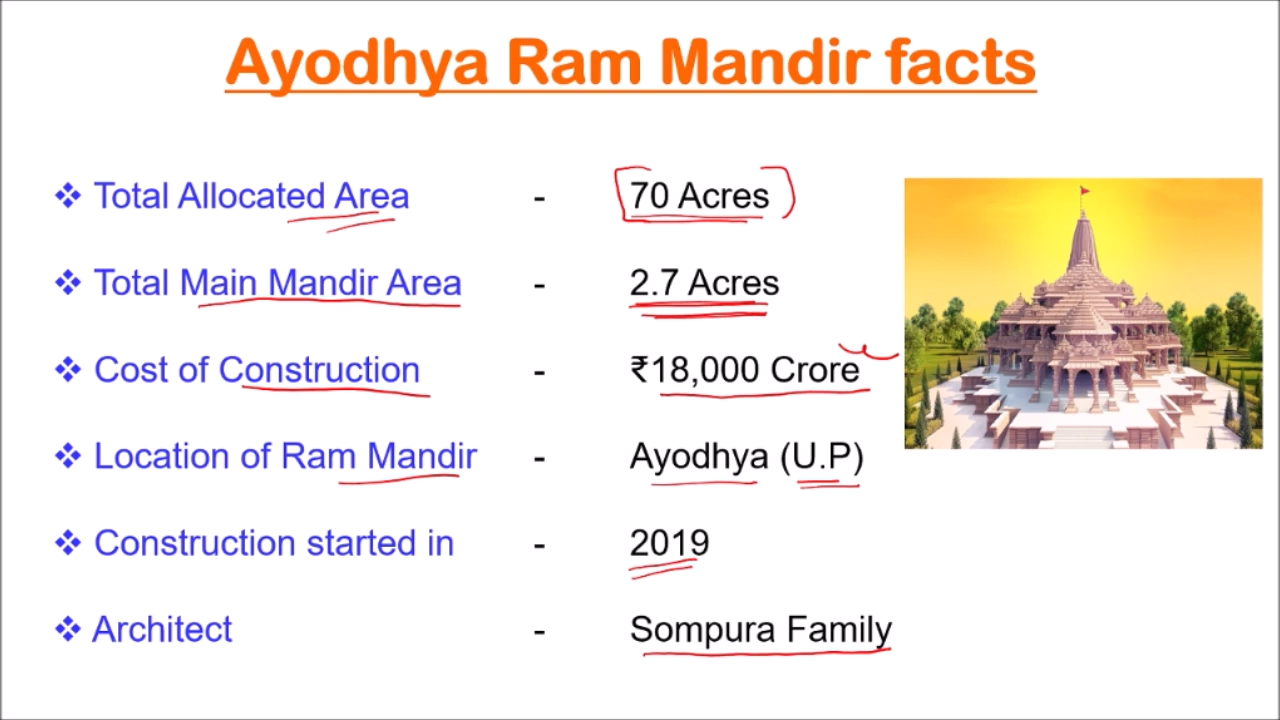 Ayodhya Ram Mandir facts
❖ Total Allocated Area - 70 Acres
❖ Total Main Mandir Area - 2.7 Acres
❖ Cost of Construction - ₹18,000 Crore
❖ Location of Ram Mandir - Ayodhya (U.P)
❖ Construction started in - 2019
❖ Architect - Sompura Family